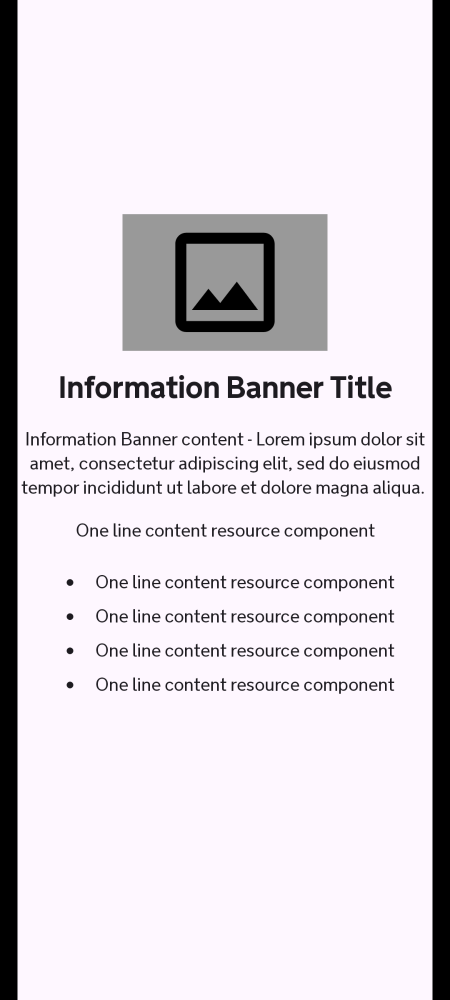 Information Banner Title
Information Banner content - Lorem ipsum dolor sit
amet, consectetur adipiscing elit, sed do eiusmod
tempor incididunt ut labore et dolore magna aliqua.
One line content resource component
• One line content resource component
• One line content resource component
• One line content resource component
• One line content resource component